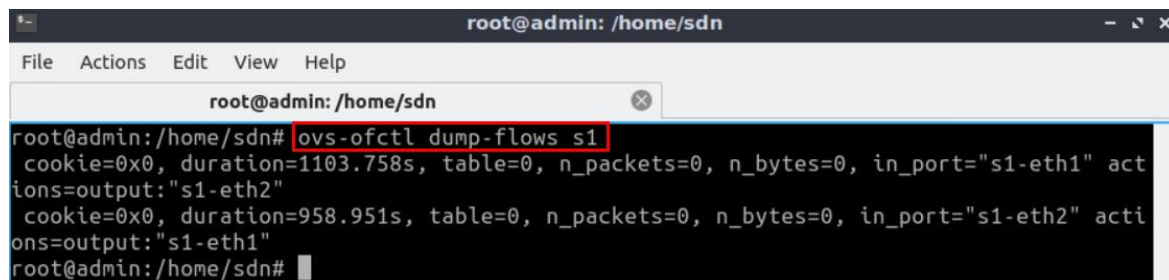 root@admin: /home/sdn
File Actions Edit View Help
root@admin: /home/sdn
root@admin:/home/sdn# ovs-ofctl dump-flows s1
 cookie=0x0, duration=1103.758s, table=0, n_packets=0, n_bytes=0, in_port="s1-eth1" act
ions=output:"s1-eth2"
 cookie=0x0, duration=958.951s, table=0, n_packets=0, n_bytes=0, in_port="s1-eth2" acti
ons=output:"s1-eth1"
root@admin:/home/sdn#